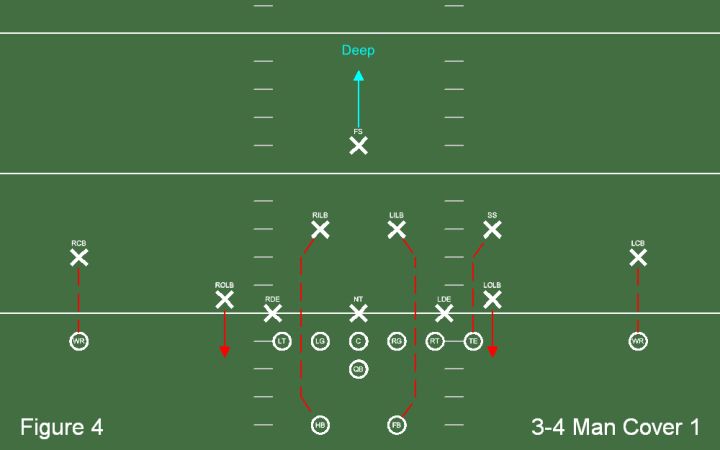 Deep
FS
RILB LILB SS
RCB LCB
ROLB LOLB
RDE NT LDE
WR LT LG C RG RT TE WR
QB
HB FB
Figure 4 3-4 Man Cover 1